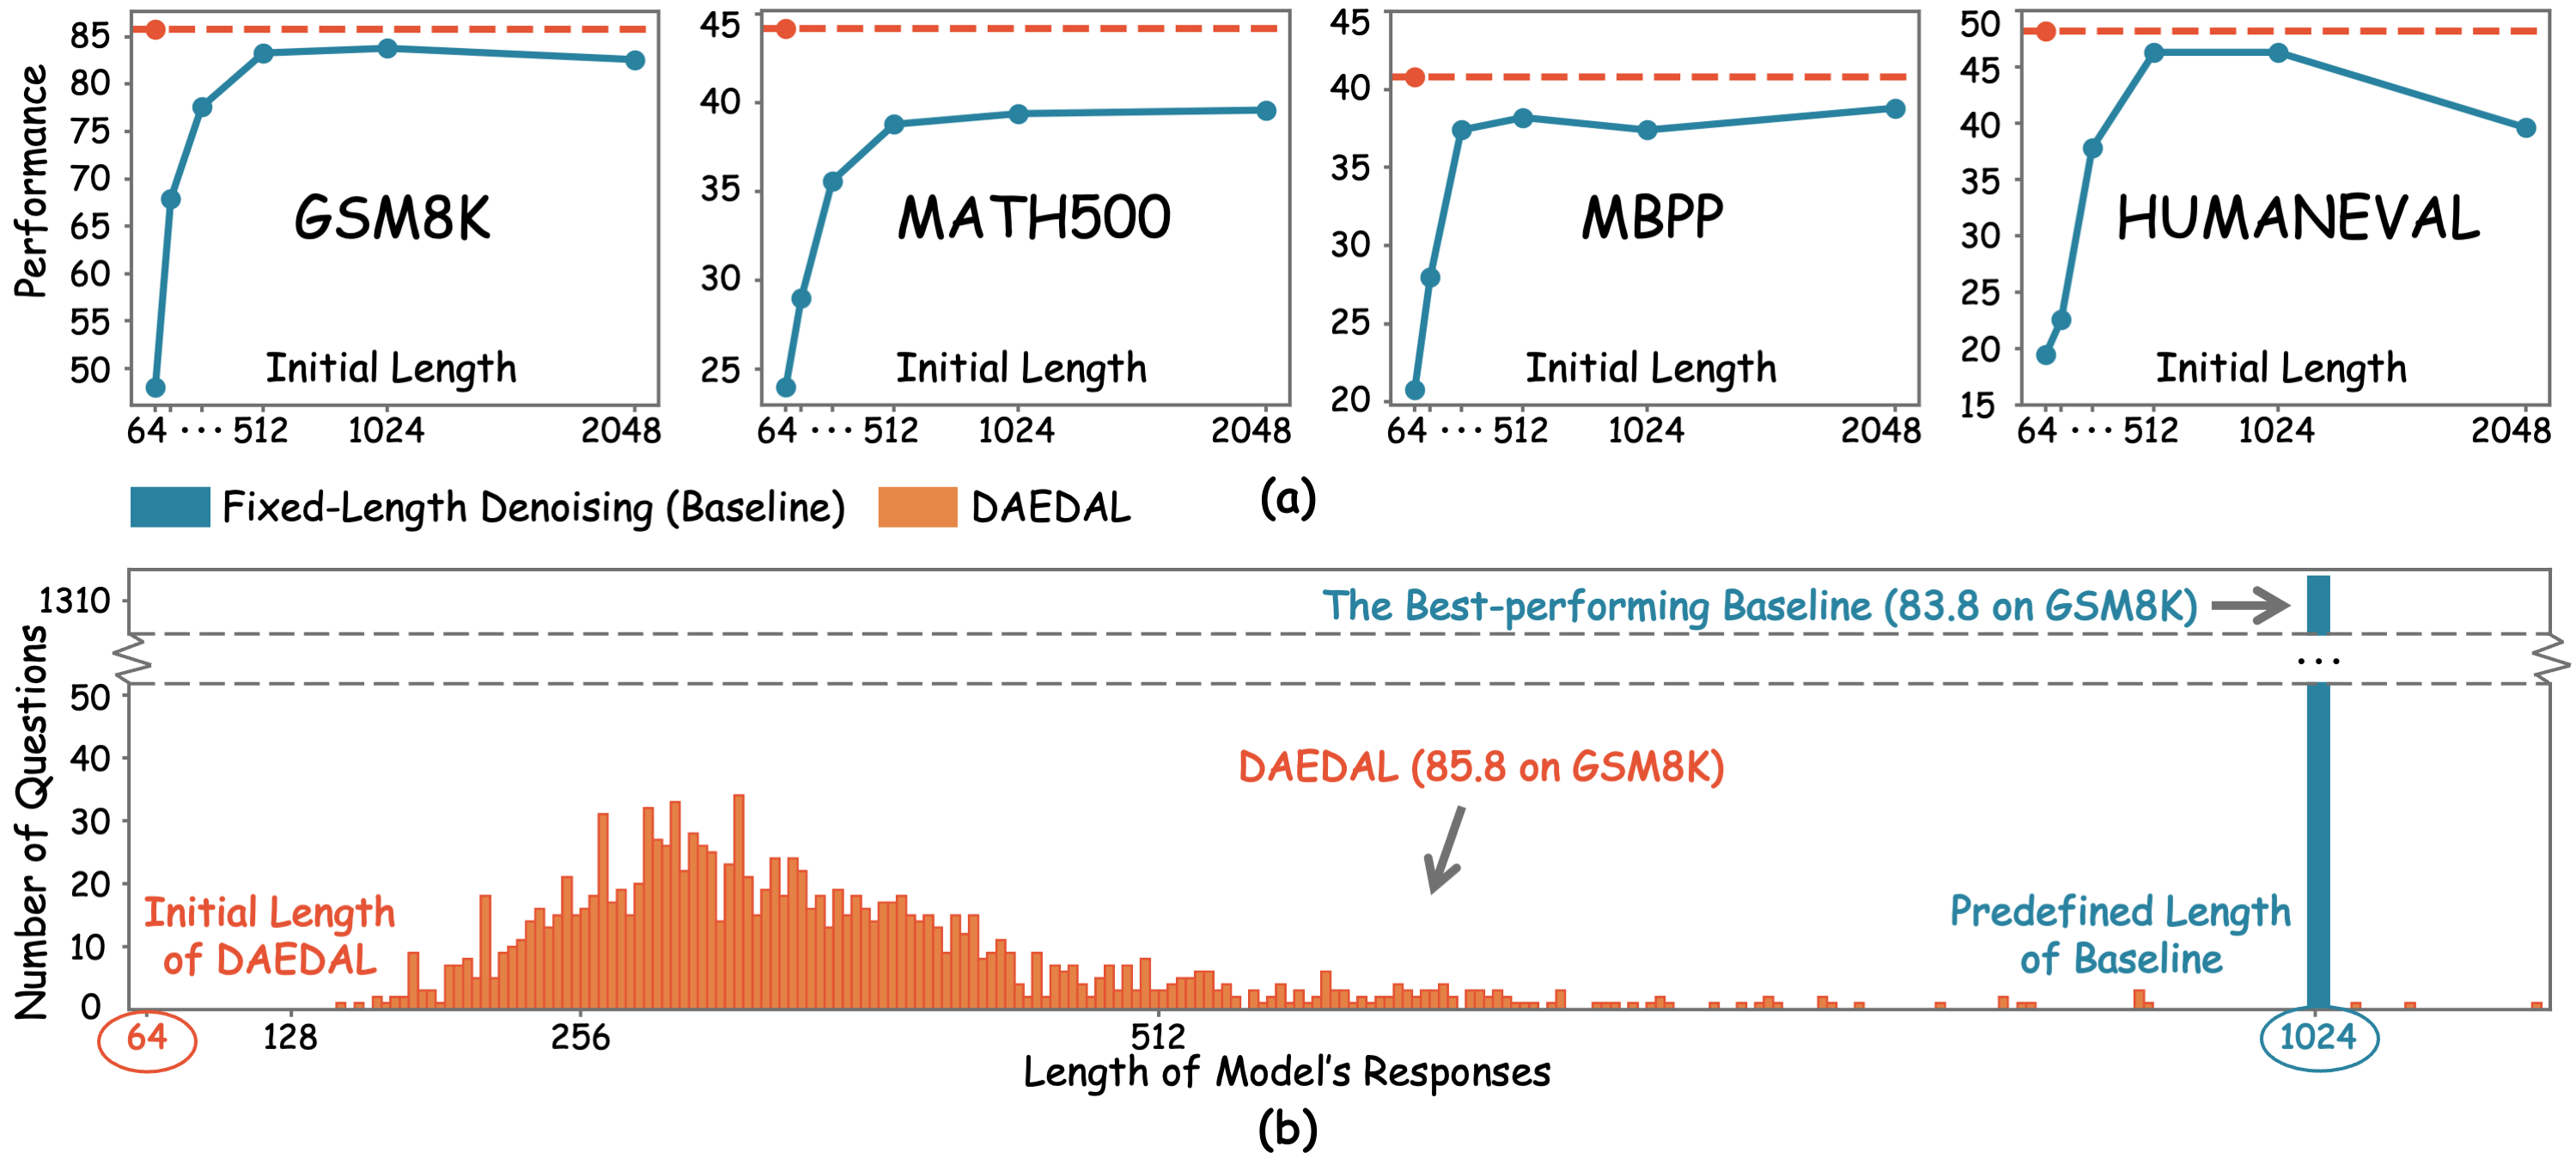 Performance
85
80
75
70
65
60
55
50
GSM8K
Initial Length
64 ··· 512 1024 2048
45
40
35
30
25
MATH500
Initial Length
64 ··· 512 1024 2048
45
40
35
30
25
20
MBPP
Initial Length
64 ··· 512 1024 2048
50
45
40
35
30
25
20
15
HUMANEVAL
Initial Length
64 ··· 512 1024 2048
Fixed-Length Denoising (Baseline) DAEDAL
(a)
Number of Questions
1310
50
40
30
20
10
0
The Best-performing Baseline (83.8 on GSM8K)
...
DAEDAL (85.8 on GSM8K)
Initial Length
of DAEDAL
Predefined Length
of Baseline
64 128 256 512 1024
Length of Model's Responses
(b)